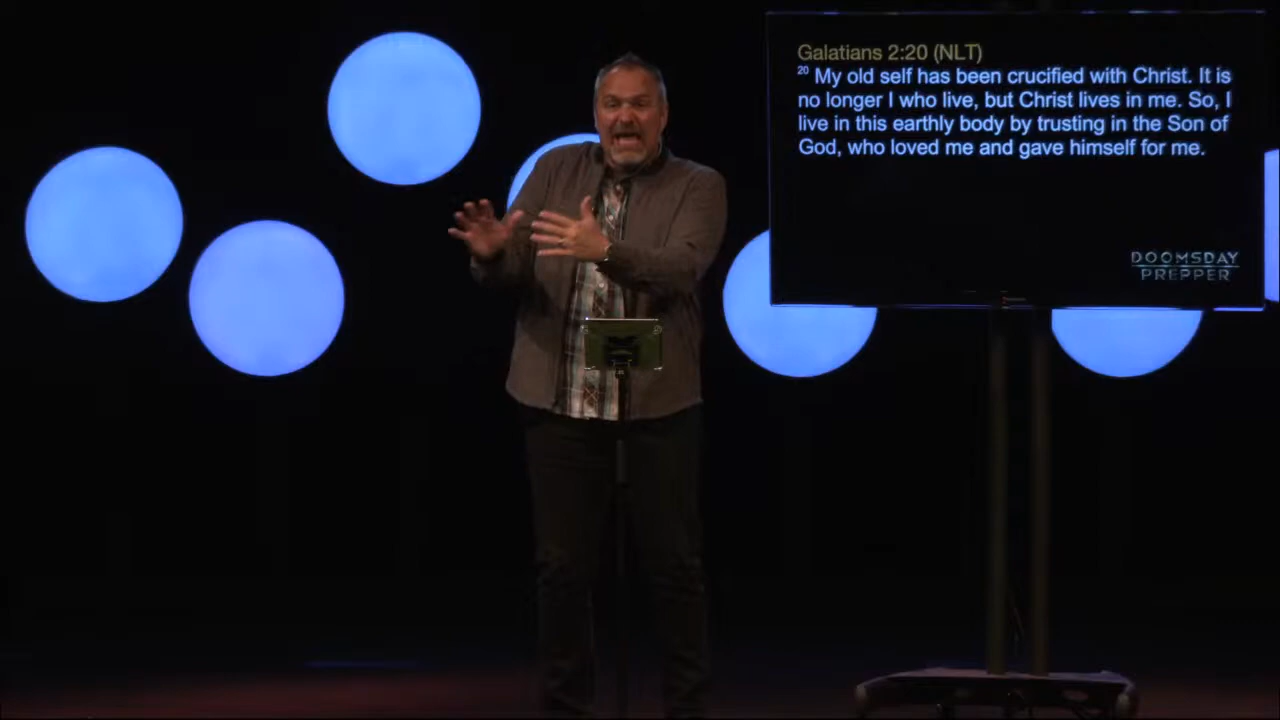 Galatians 2:20 (NLT)
20 My old self has been crucified with Christ. It is
no longer I who live, but Christ lives in me. So, I
live in this earthly body by trusting in the Son of
God, who loved me and gave himself for me.
DOOMSDAY
PREPPER